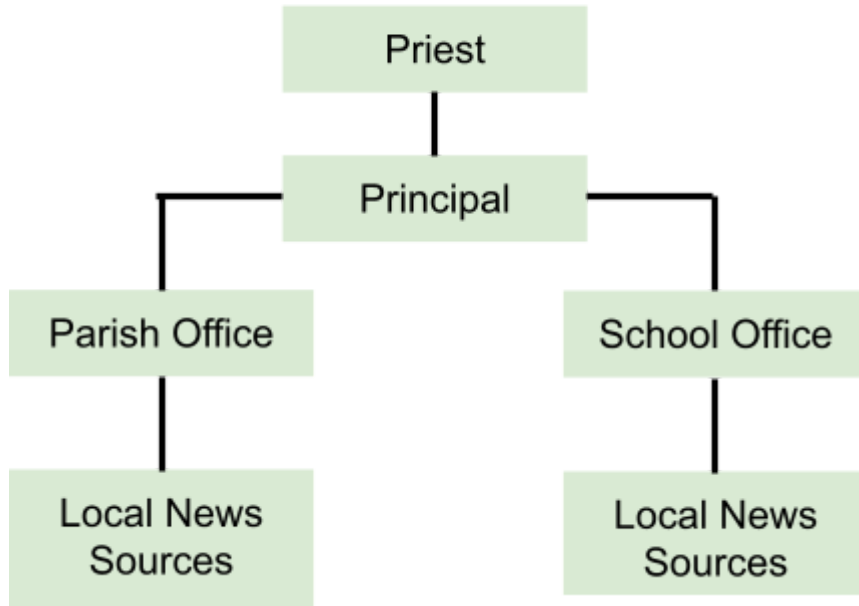 Priest
Principal
Parish Office
School Office
Local News
Sources
Local News
Sources